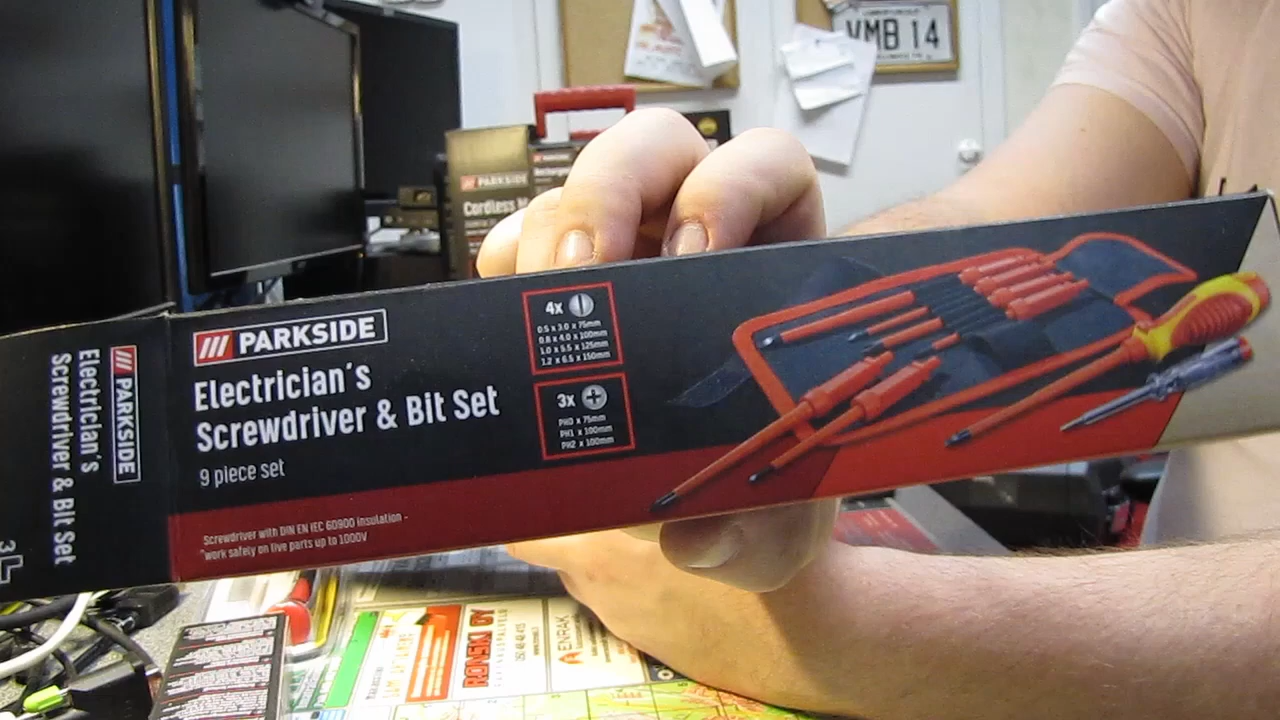 VMB 14
PARKSIDE
Cordless
PARKSIDE
Electrician's
Screwdriver & Bit Set
9 piece set
Screwdriver with DIN EN IEC 60900 insulation -
"work safely on live parts up to 1000V
4x
0.5 x 3.0 x 75mm
0.8 x 4.0 x 100mm
1.0 x 5.5 x 125mm
1.2 x 6.5 x 150mm
3x
PH0 x 75mm
PH1 x 100mm
PH2 x 100mm
PARKSIDE
Electrician's
Screwdriver & Bit Set
RONSKI OY
ENRAK